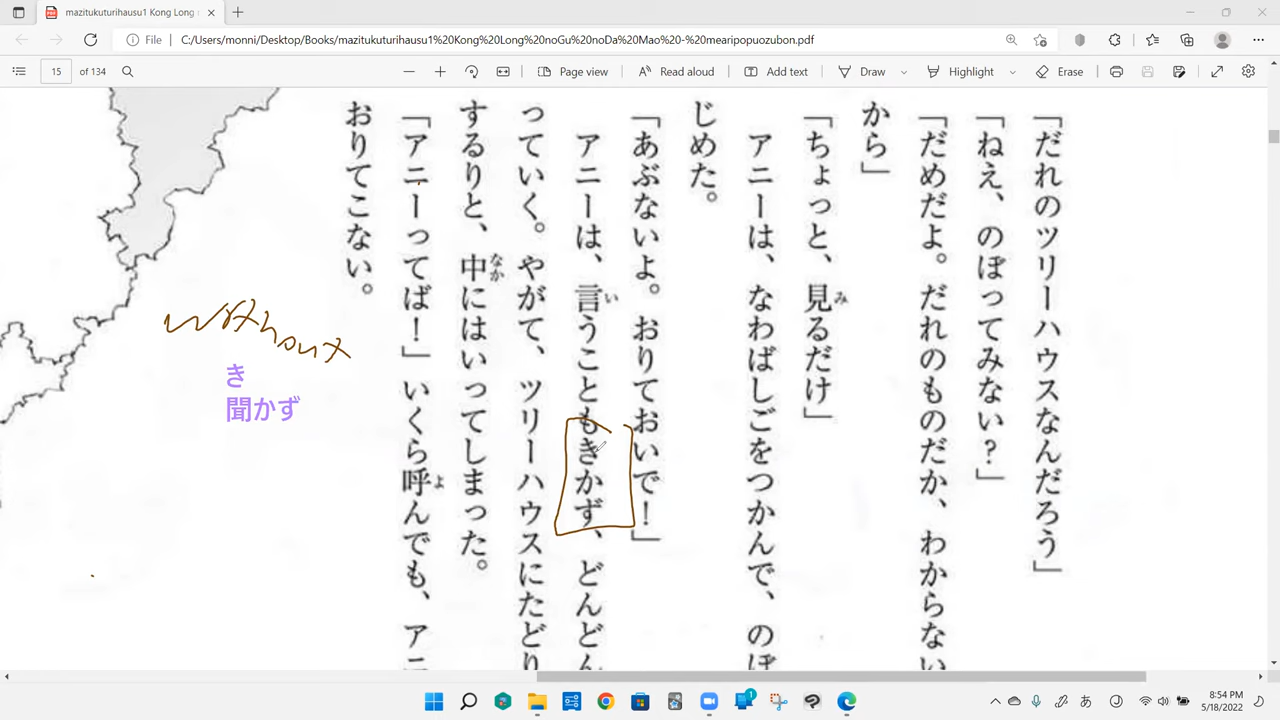 mazitukuturihausu1 Kong Long
File
C:/Users/monni/Desktop/Books/mazitukuturihausu1%20Kong%20Long%20noGu%20noDa%20Mao%20-%20mearipopuozubon.pdf
15 of 134
Page view
Read aloud
Add text
Draw
Highlight
Erase
「だれのツリーハウスなんだろう」
「ねえ、のぼってみない?」
「だめだよ。だれのものだか、わからない
から」
「ちょっと、見るだけ」
アニーは、なわばしごをつかんで、のぼ
じめた。
「あぶないよ。おりておいで!」
アニーは、言うこともきかず、どんどん
っていく。やがて、ツリーハウスにたどり
するりと、中にはいってしまった。
「アニーってば!」いくら呼んでも、アニ
おりてこない。
without
き
聞かず
8:54 PM